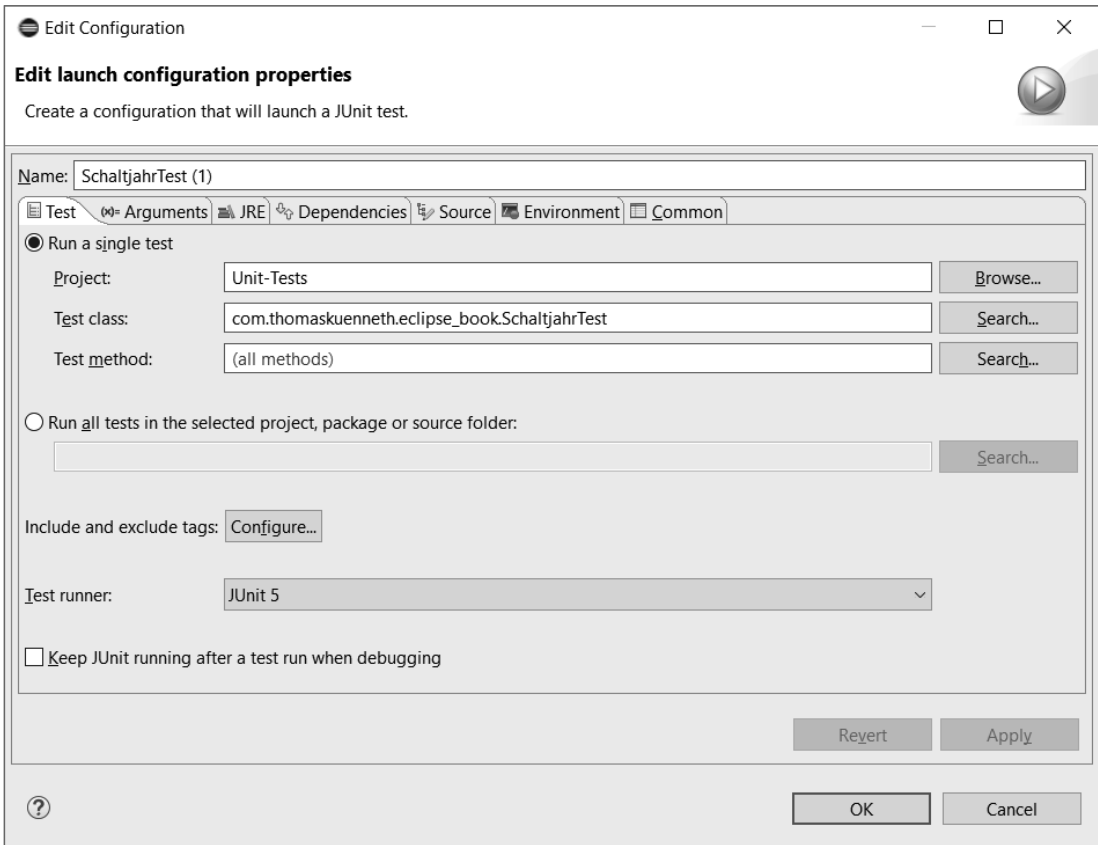 Edit Configuration
Edit launch configuration properties
Create a configuration that will launch a JUnit test.
Name: SchaltjahrTest (1)
Test (x)= Arguments JRE Dependencies Source Environment Common
Run a single test
Project: Unit-Tests Browse...
Test class: com.thomaskuenneth.eclipse_book.SchaltjahrTest Search...
Test method: (all methods) Search...
Run all tests in the selected project, package or source folder:
Search...
Include and exclude tags: Configure...
Test runner: JUnit 5
Keep JUnit running after a test run when debugging
Revert Apply
? OK Cancel